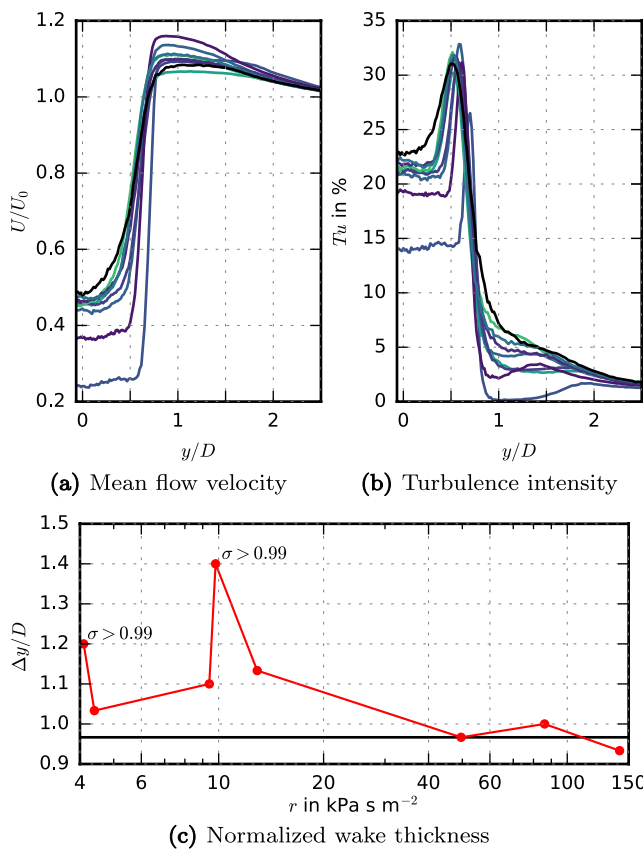 1.2
1.0
0.8
0.6
0.4
0.2
U/U₀
0 1 2
y/D
(a) Mean flow velocity
35
30
25
20
15
10
5
0
Tu in %
0 1 2
y/D
(b) Turbulence intensity
1.5
1.4
1.3
1.2
1.1
1.0
0.9
Δy/D
σ > 0.99
σ > 0.99
4 6 10 20 40 60 100 150
r in kPa s m⁻²
(c) Normalized wake thickness